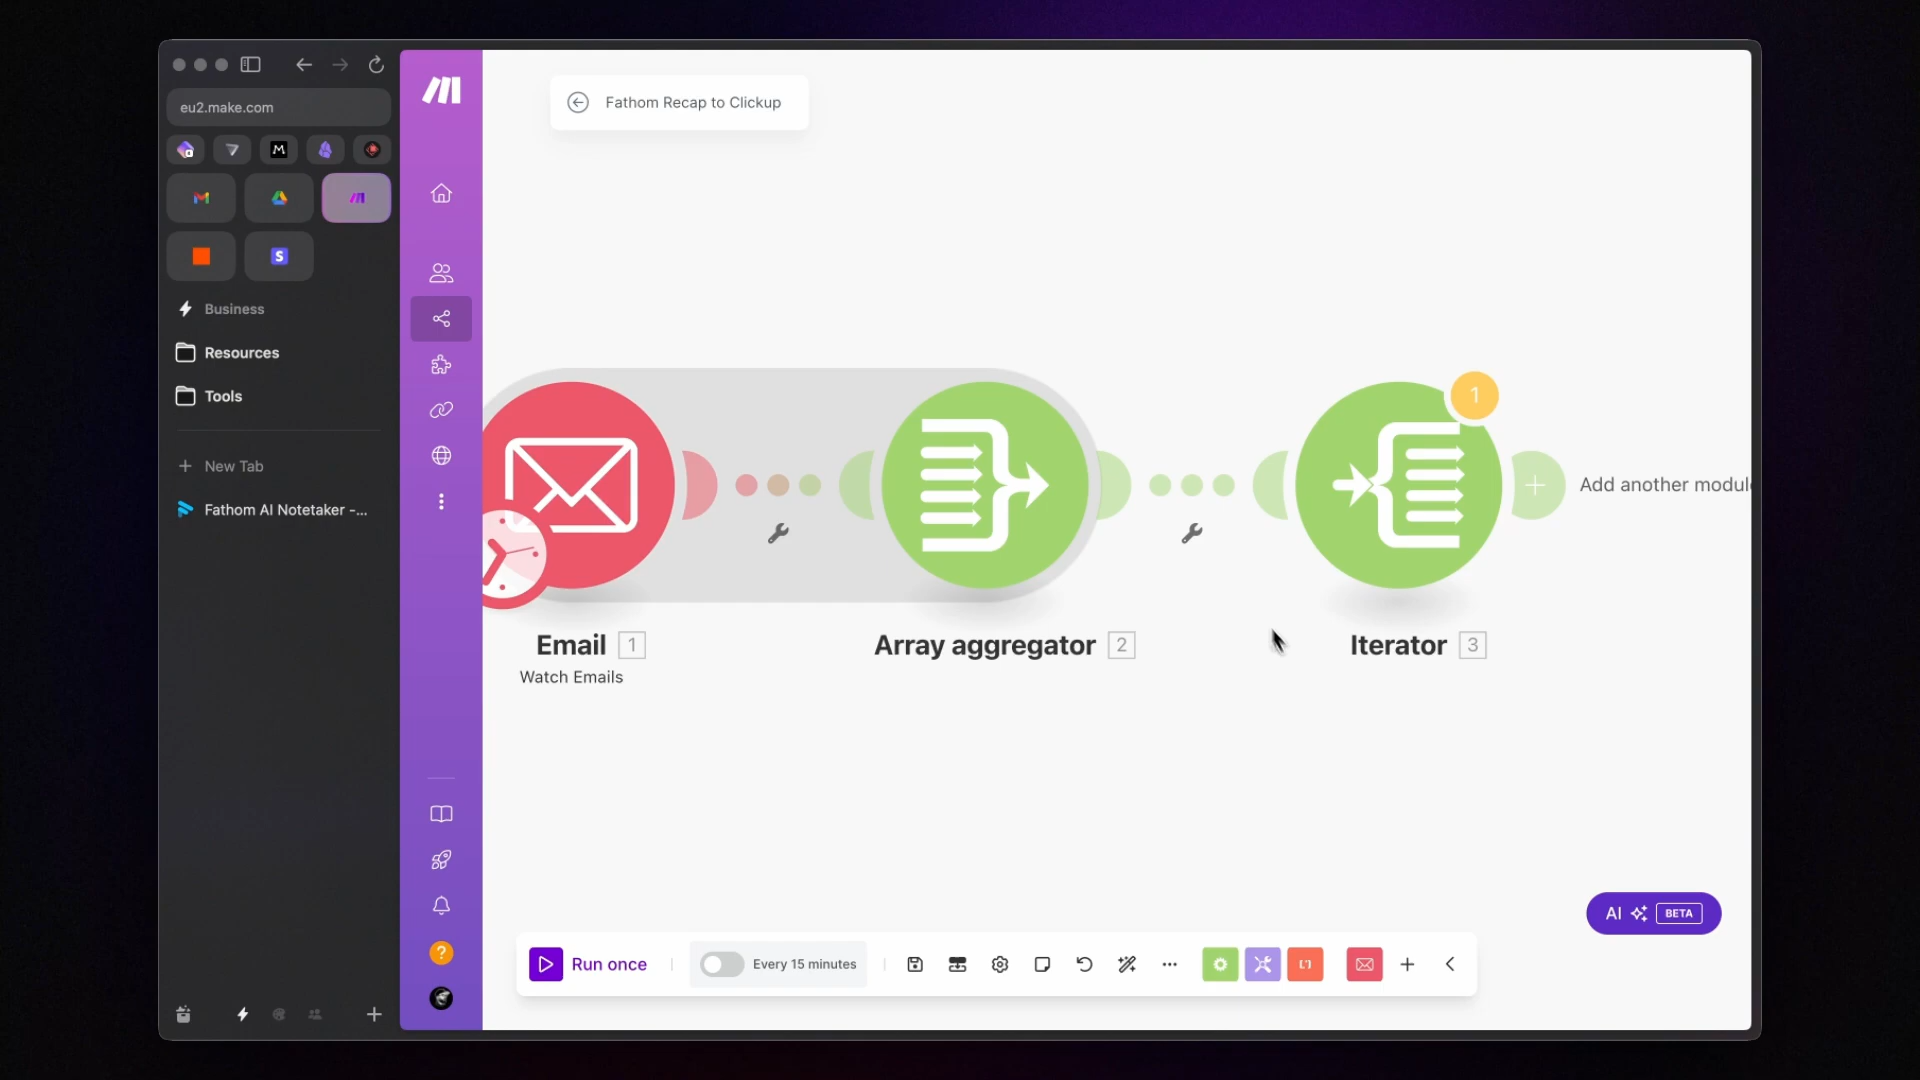 eu2.make.com
M
S
Business
Resources
Tools
New Tab
Fathom AI Notetaker -...
Fathom Recap to Clickup
1
Add another module
Email 1
Watch Emails
Array aggregator 2
Iterator 3
AI BETA
Run once
Every 15 minutes
?